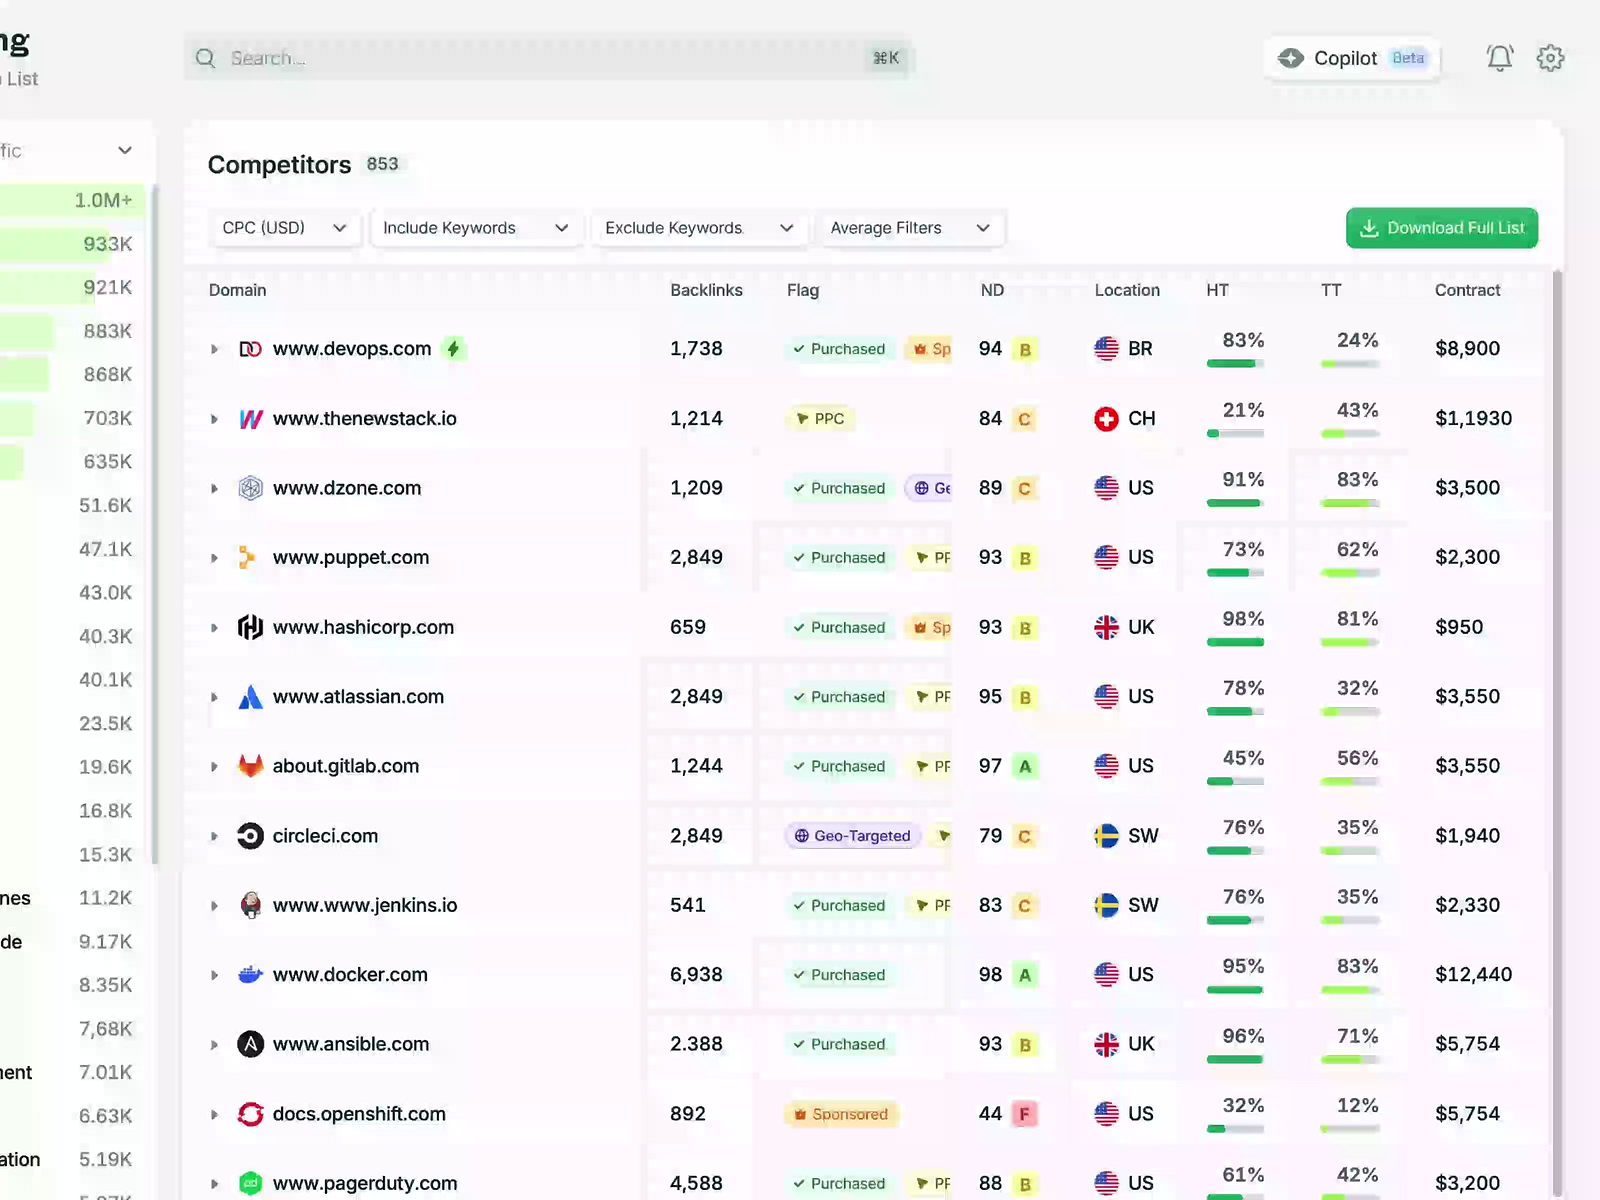 ng
List
Search...
⌘K
Copilot Beta
fic
1.0M+
933K
921K
883K
868K
703K
635K
51.6K
47.1K
43.0K
40.3K
40.1K
23.5K
19.6K
16.8K
15.3K
nes 11.2K
de 9.17K
8.35K
7,68K
nent 7.01K
6.63K
ation 5.19K
Competitors 853
CPC (USD) Include Keywords Exclude Keywords Average Filters Download Full List
Domain Backlinks Flag ND Location HT TT Contract
www.devops.com 1,738 Purchased Sp 94 B BR 83% 24% $8,900
www.thenewstack.io 1,214 PPC 84 C CH 21% 43% $1,1930
www.dzone.com 1,209 Purchased Ge 89 C US 91% 83% $3,500
www.puppet.com 2,849 Purchased PP 93 B US 73% 62% $2,300
www.hashicorp.com 659 Purchased Sp 93 B UK 98% 81% $950
www.atlassian.com 2,849 Purchased PP 95 B US 78% 32% $3,550
about.gitlab.com 1,244 Purchased PP 97 A US 45% 56% $3,550
circleci.com 2,849 Geo-Targeted 79 C SW 76% 35% $1,940
www.www.jenkins.io 541 Purchased PP 83 C SW 76% 35% $2,330
www.docker.com 6,938 Purchased 98 A US 95% 83% $12,440
www.ansible.com 2.388 Purchased 93 B UK 96% 71% $5,754
docs.openshift.com 892 Sponsored 44 F US 32% 12% $5,754
www.pagerduty.com 4,588 Purchased PP 88 B US 61% 42% $3,200